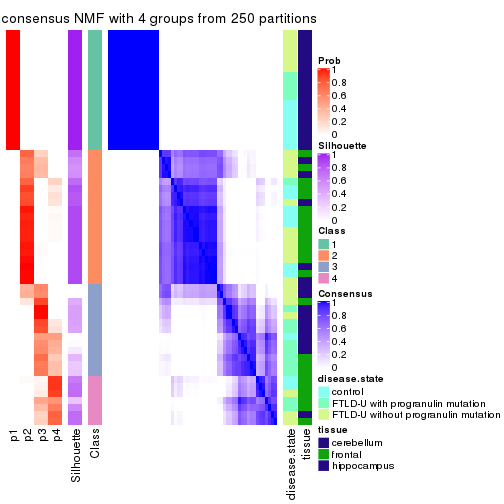 consensus NMF with 4 groups from 250 partitions
Prob
1
0.8
0.6
0.4
0.2
0
Silhouette
1
0.8
0.6
0.4
0.2
0
Class
1
2
3
4
Consensus
1
0.8
0.6
0.4
0.2
0
disease.state
control
FTLD-U with progranulin mutation
FTLD-U without progranulin mutation
tissue
cerebellum
frontal
hippocampus
p1
p2
p3
p4
Silhouette
Class
disease.state
tissue